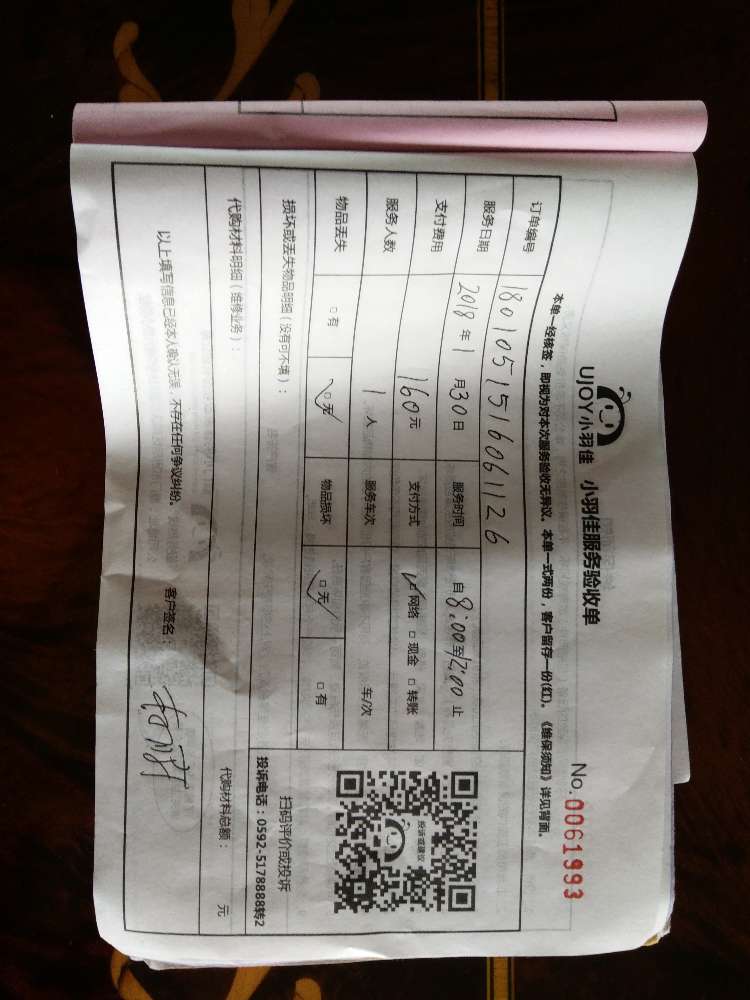 UJOY小羽佳 小羽佳服务验收单
No.0061993
本单一经核签，即视为对本次服务验收无异议。本单一式两份，客户留存一份(红)。《维保须知》详见背面。
订单编号 180105151606126
服务日期 2018年1月30日 服务时间 自8:00至12:00止
支付费用 160元 支付方式 ☑网络 □现金 □转账
服务人数 1人 服务车次 车/次
物品丢失 □有 ☑无 物品损坏 ☑无 □有
投诉或建议
扫码评价或投诉
投诉电话：0592-5178888转2
损坏或丢失物品明细（没有可不填）：
代购材料明细（维修业务）：
代购材料总额： 元
以上填写信息已经本人确认无误，不存在任何争议纠纷。
客户签名：